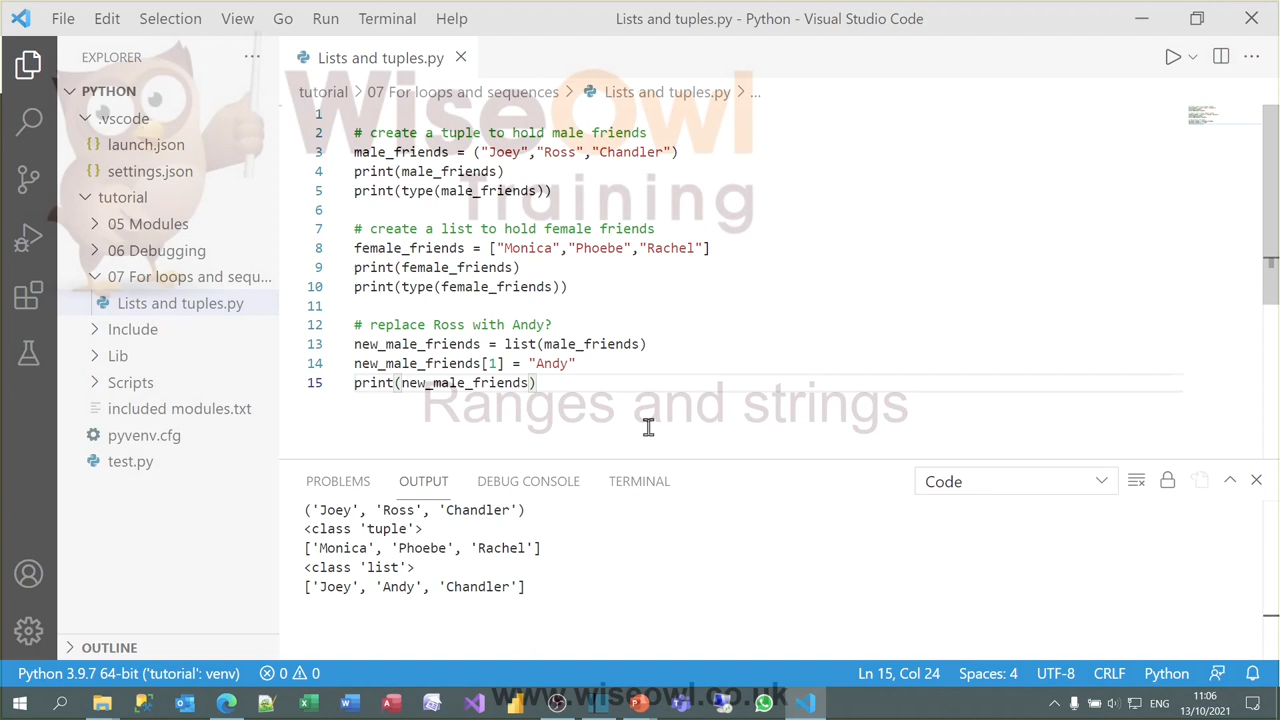 File Edit Selection View Go Run Terminal Help
Lists and tuples.py - Python - Visual Studio Code
EXPLORER
PYTHON
.vscode
launch.json
settings.json
tutorial
05 Modules
06 Debugging
07 For loops and sequ...
Lists and tuples.py
Include
Lib
Scripts
included modules.txt
pyvenv.cfg
test.py
OUTLINE
Lists and tuples.py
tutorial > 07 For loops and sequences > Lists and tuples.py > ...
WiseOwl
Training
Ranges and strings
1
2 # create a tuple to hold male friends
3 male_friends = ("Joey","Ross","Chandler")
4 print(male_friends)
5 print(type(male_friends))
6
7 # create a list to hold female friends
8 female_friends = ["Monica","Phoebe","Rachel"]
9 print(female_friends)
10 print(type(female_friends))
11
12 # replace Ross with Andy?
13 new_male_friends = list(male_friends)
14 new_male_friends[1] = "Andy"
15 print(new_male_friends)
PROBLEMS OUTPUT DEBUG CONSOLE TERMINAL
Code
('Joey', 'Ross', 'Chandler')
<class 'tuple'>
['Monica', 'Phoebe', 'Rachel']
<class 'list'>
['Joey', 'Andy', 'Chandler']
Python 3.9.7 64-bit ('tutorial': venv) 0 0 Ln 15, Col 24 Spaces: 4 UTF-8 CRLF Python
www.wiseowl.co.uk
ENG
11:06
13/10/2021